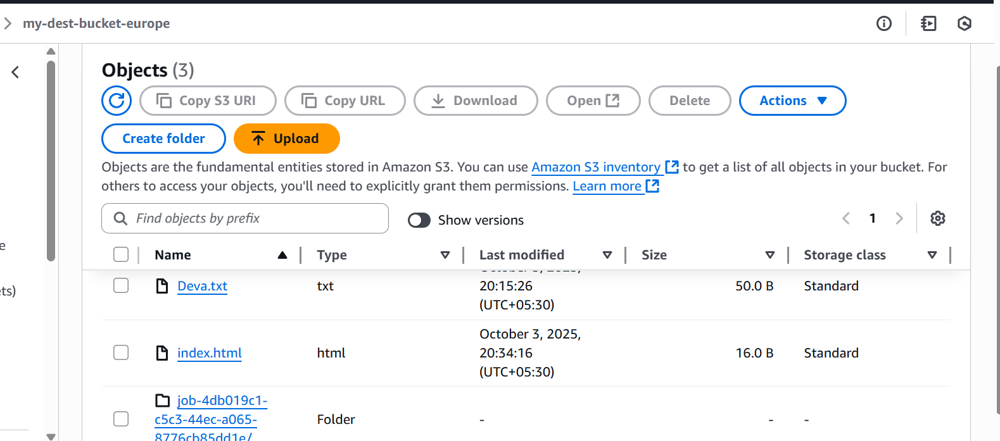 my-dest-bucket-europe
Objects (3)
Copy S3 URI
Copy URL
Download
Open
Delete
Actions
Create folder
Upload
Objects are the fundamental entities stored in Amazon S3. You can use Amazon S3 inventory to get a list of all objects in your bucket. For
others to access your objects, you'll need to explicitly grant them permissions. Learn more
Find objects by prefix
Show versions
1
Name
Type
Last modified
Size
Storage class
e
ets)
Deva.txt
txt
20:15:26
(UTC+05:30)
50.0 B
Standard
index.html
html
October 3, 2025,
20:34:16
(UTC+05:30)
16.0 B
Standard
job-4db019c1-
c5c3-44ec-a065-
8776cb85dd1e/
Folder
-
-
-